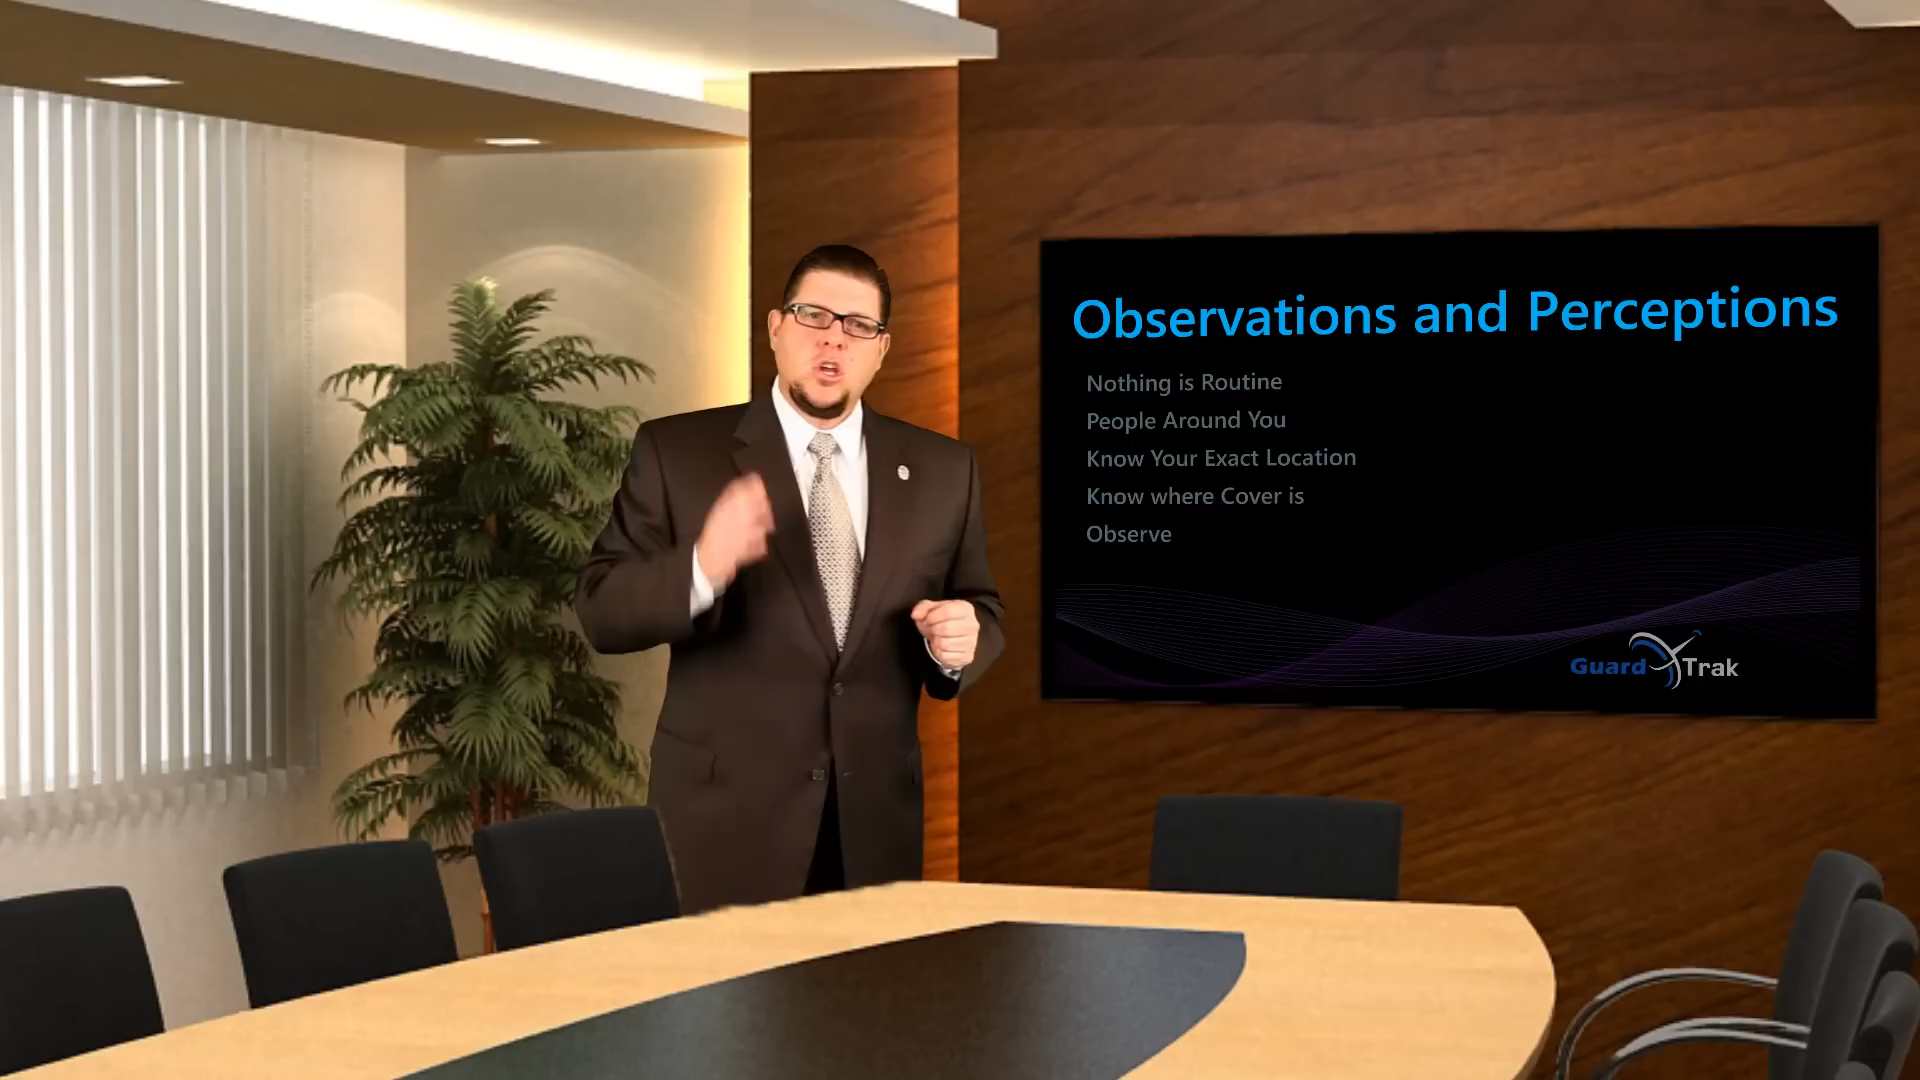 Observations and Perceptions
Nothing is Routine
People Around You
Know Your Exact Location
Know where Cover is
Observe
Guard Trak